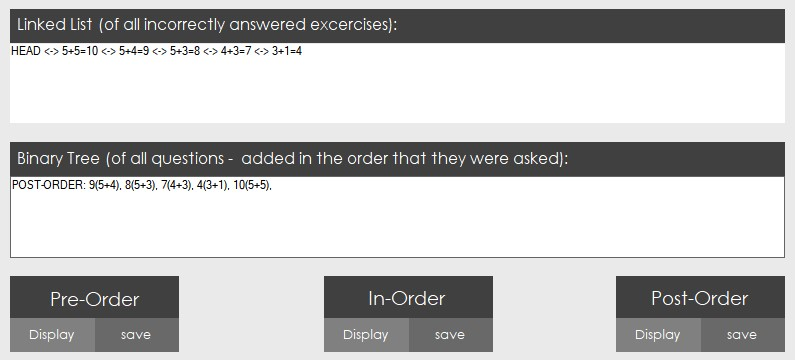 Linked List (of all incorrectly answered excercises):
HEAD <-> 5+5=10 <-> 5+4=9 <-> 5+3=8 <-> 4+3=7 <-> 3+1=4
Binary Tree (of all questions - added in the order that they were asked):
POST-ORDER: 9(5+4), 8(5+3), 7(4+3), 4(3+1), 10(5+5),
Pre-Order
In-Order
Post-Order
Display save
Display save
Display save